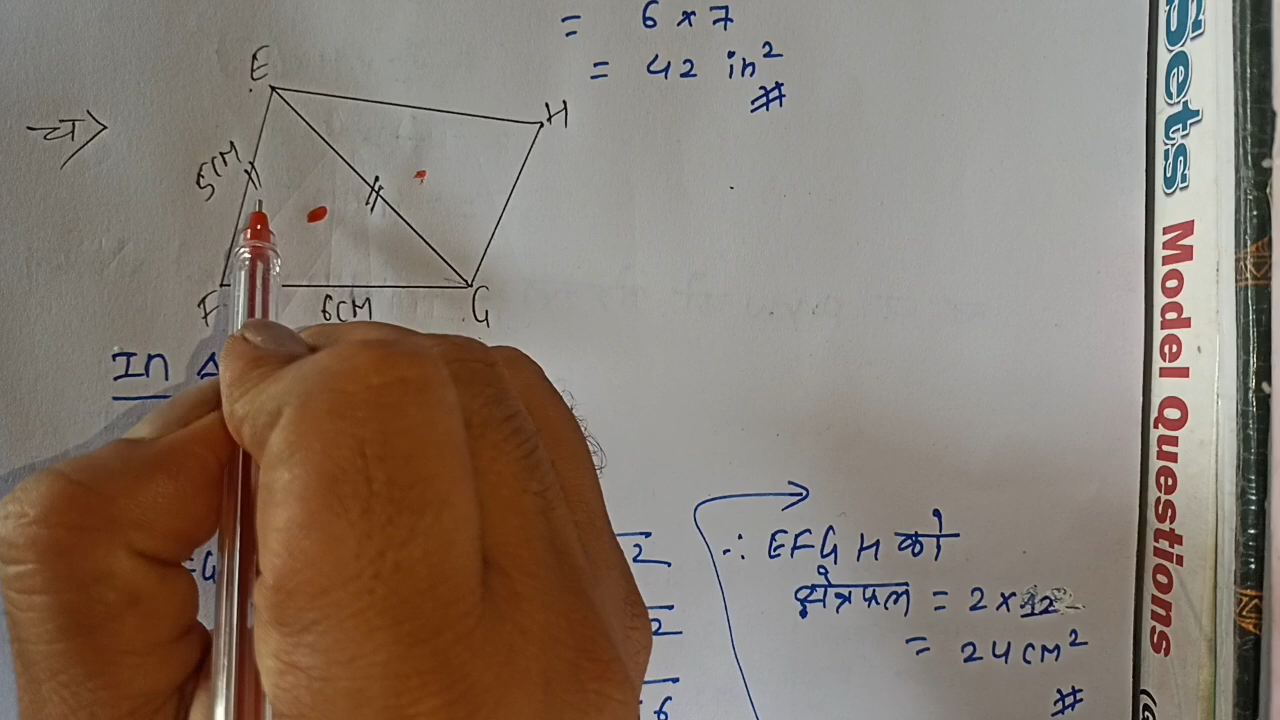 = 6 x 7
= 42 in²
#
E
H
5CM
F
6CM
G
In Δ
∴ EFGH को
क्षेत्रफल = 2 x 12
= 24 CM²
#
Sets Model Questions